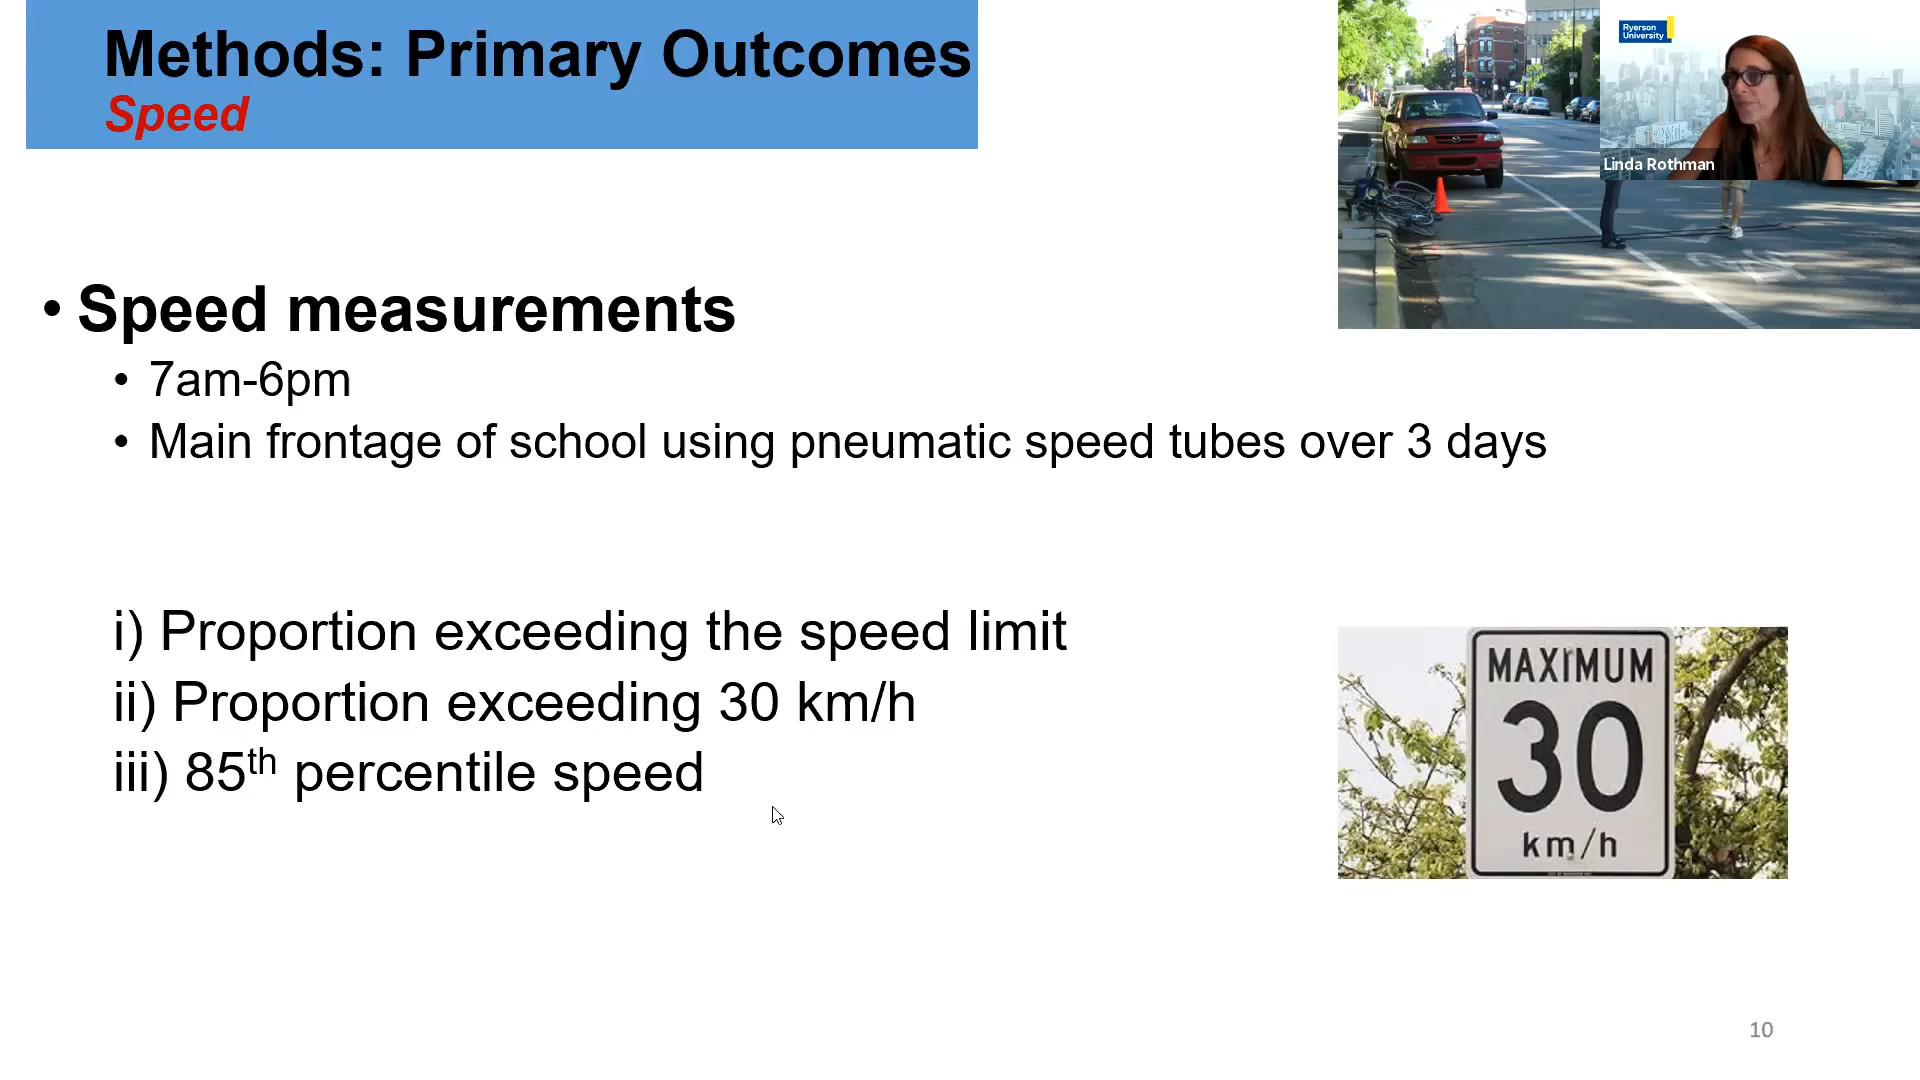 Methods: Primary Outcomes
Speed
Ryerson
University
Linda Rothman
• Speed measurements
• 7am-6pm
• Main frontage of school using pneumatic speed tubes over 3 days
i) Proportion exceeding the speed limit
ii) Proportion exceeding 30 km/h
iii) 85th percentile speed
MAXIMUM
30
km/h
10